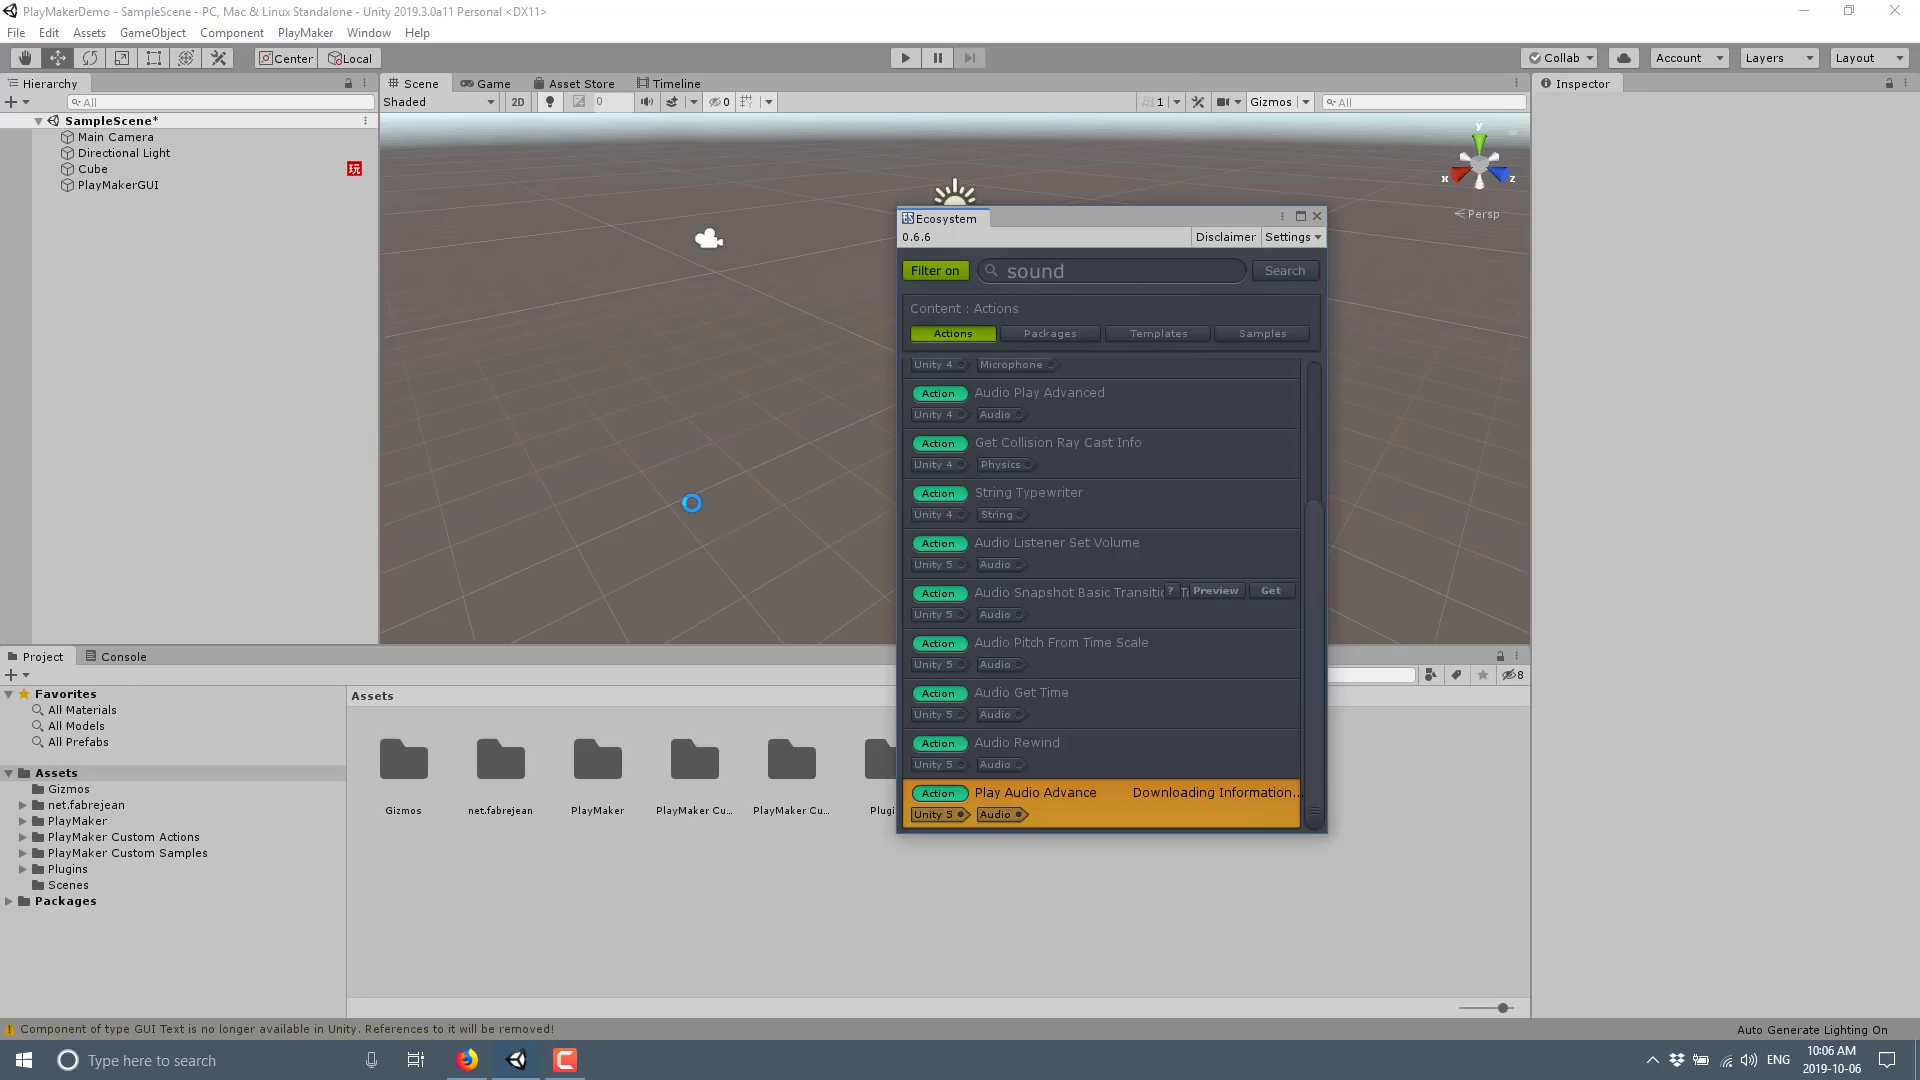 PlayMakerDemo - SampleScene - PC, Mac & Linux Standalone - Unity 2019.3.0a11 Personal <DX11>
File Edit Assets GameObject Component PlayMaker Window Help
Center Local Collab Account Layers Layout
Hierarchy
All
SampleScene*
Main Camera
Directional Light
Cube 玩
PlayMakerGUI
Scene Game Asset Store Timeline
Shaded 2D 0 0 1 Gizmos All
y
x z
Persp
Inspector
Ecosystem
0.6.6 Disclaimer Settings
Filter on sound Search
Content : Actions
Actions Packages Templates Samples
Unity 4 Microphone
Action Audio Play Advanced
Unity 4 Audio
Action Get Collision Ray Cast Info
Unity 4 Physics
Action String Typewriter
Unity 4 String
Action Audio Listener Set Volume
Unity 5 Audio
Action Audio Snapshot Basic Transitio ? Preview Get
Unity 5 Audio
Action Audio Pitch From Time Scale
Unity 5 Audio
Action Audio Get Time
Unity 5 Audio
Action Audio Rewind
Unity 5 Audio
Action Play Audio Advance Downloading Information...
Unity 5 Audio
Project Console
8
Favorites
All Materials
All Models
All Prefabs
Assets
Gizmos
net.fabrejean
PlayMaker
PlayMaker Custom Actions
PlayMaker Custom Samples
Plugins
Scenes
Packages
Assets
Gizmos net.fabrejean PlayMaker PlayMaker Cu... PlayMaker Cu... Plugi
Component of type GUI Text is no longer available in Unity. References to it will be removed!
Auto Generate Lighting On
Type here to search
ENG
10:06 AM
2019-10-06